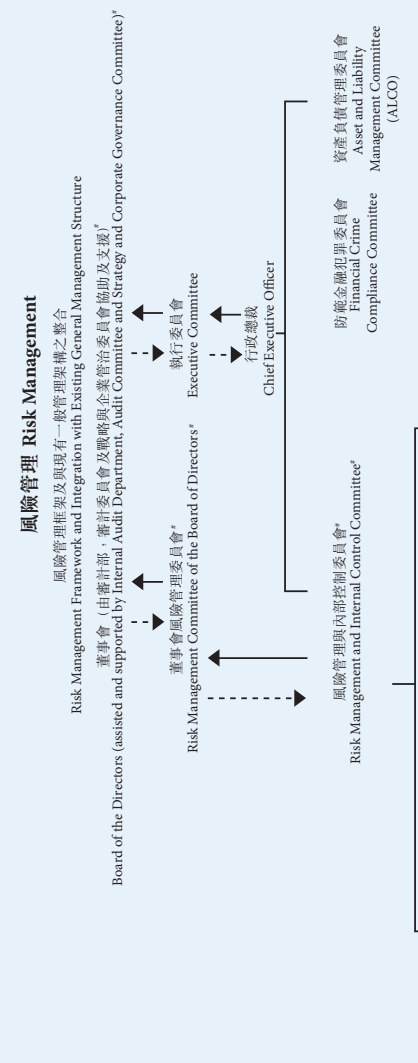 風險管理 Risk Management
風險管理框架及與現有一般管理架構之整合
Risk Management Framework and Integration with Existing General Management Structure
董事會（由審計部，審計委員會及戰略與企業管治委員會協助及支援）#
Board of the Directors (assisted and supported by Internal Audit Department, Audit Committee and Strategy and Corporate Governance Committee)#
董事會風險管理委員會#
Risk Management Committee of the Board of Directors#
執行委員會
Executive Committee
行政總裁
Chief Executive Officer
風險管理與內部控制委員會#
Risk Management and Internal Control Committee#
防範金融犯罪委員會
Financial Crime
Compliance Committee
資產負債管理委員會
Asset and Liability
Management Committee
(ALCO)